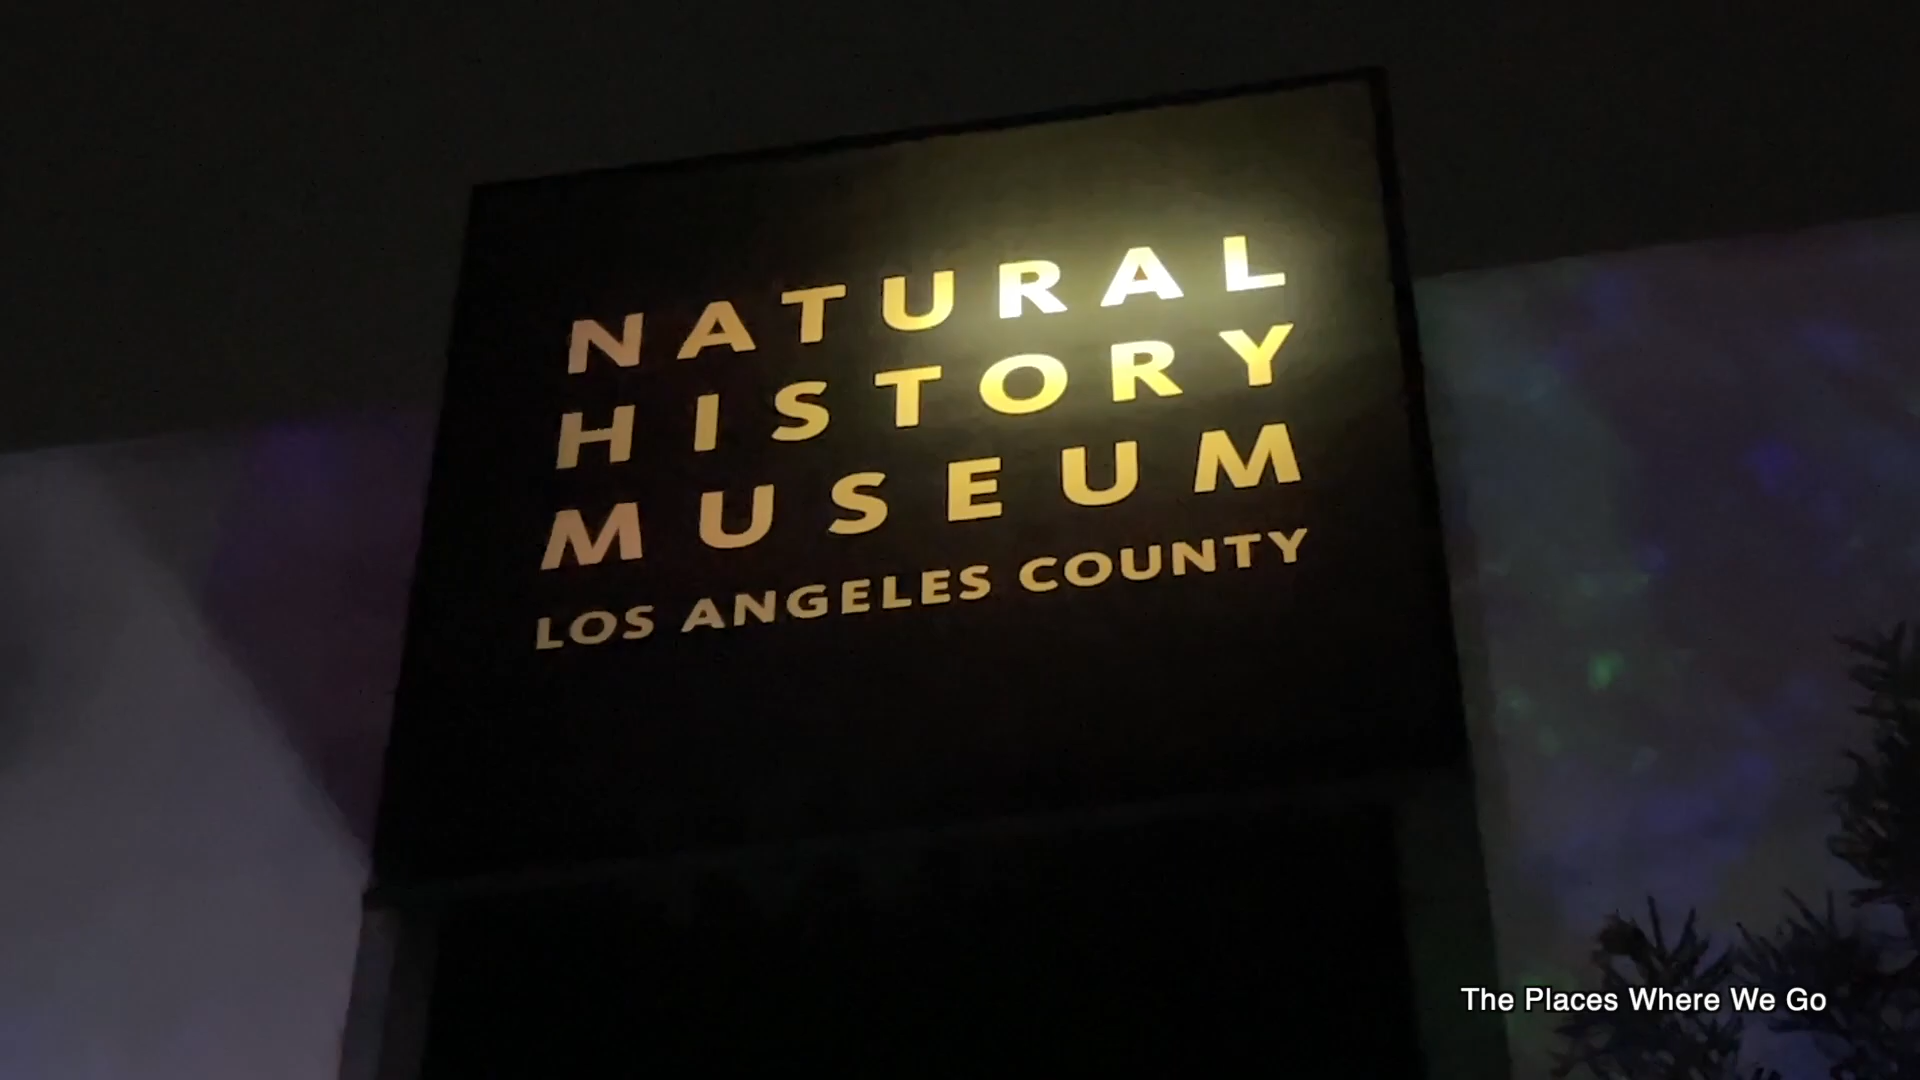 NATURAL
HISTORY
MUSEUM
LOS ANGELES COUNTY
The Places Where We Go